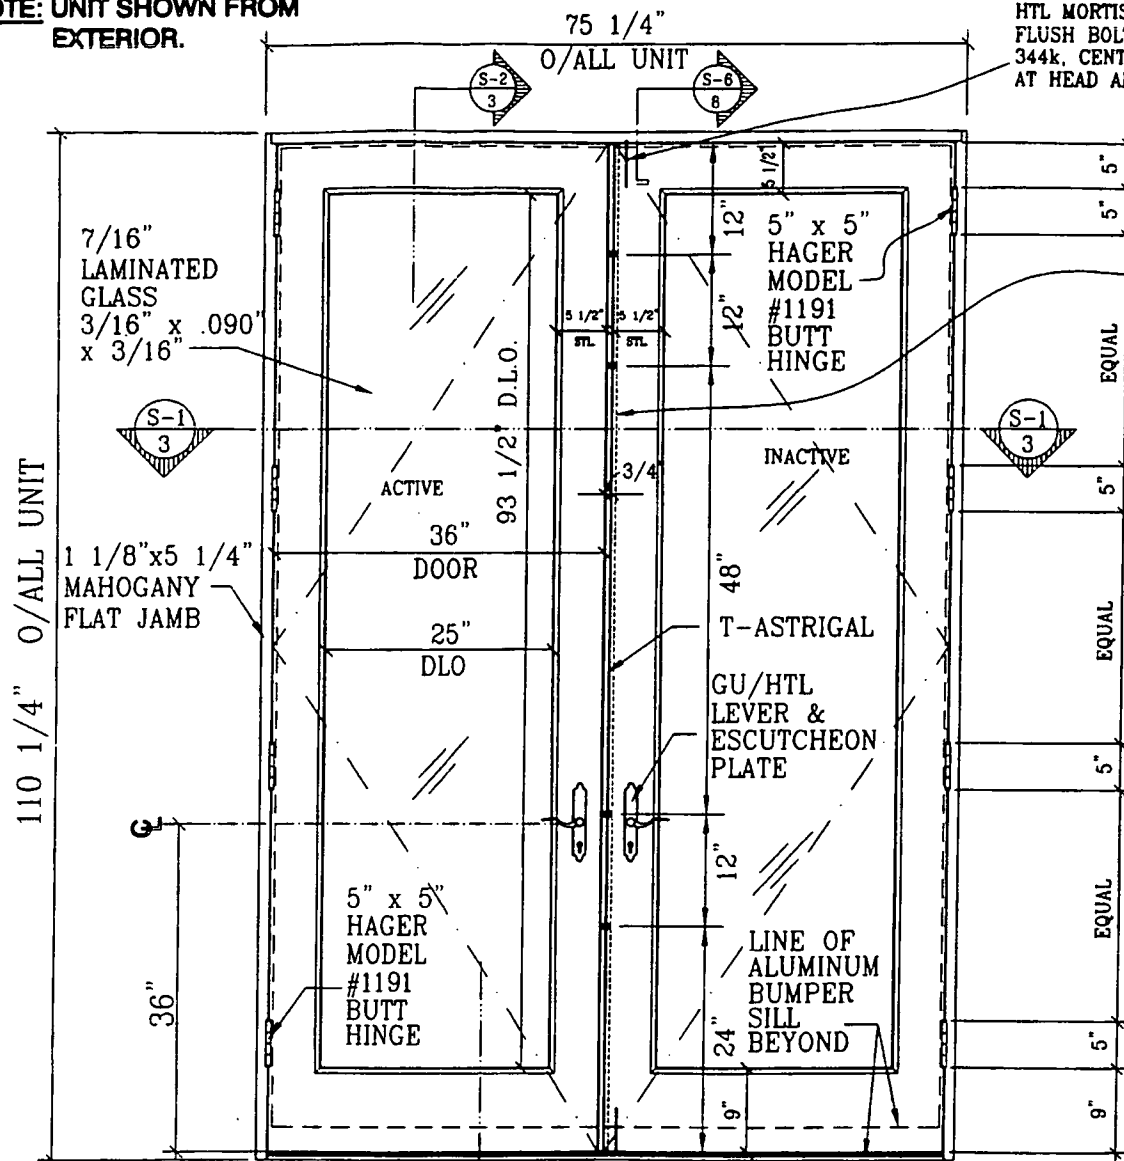 OTE: UNIT SHOWN FROM
EXTERIOR.
75 1/4"
O/ALL UNIT
HTL MORTIS
FLUSH BOL
344k, CENT
AT HEAD A
S-2
3
S-6
8
5 1/2"
5"
5"
12"
12"
5" x 5"
HAGER
MODEL
#1191
BUTT
HINGE
7/16"
LAMINATED
GLASS
3/16" x .090"
x 3/16"
5 1/2"
STL
5 1/2"
STL
93 1/2 D.L.O.
EQUAL
S-1
3
S-1
3
ACTIVE
INACTIVE
3/4
5"
110 1/4" O/ALL UNIT
1 1/8"x5 1/4"
MAHOGANY
FLAT JAMB
36"
DOOR
48"
25"
DLO
T-ASTRIGAL
EQUAL
GU/HTL
LEVER &
ESCUTCHEON
PLATE
5"
CL
12"
36"
5" x 5"
HAGER
MODEL
#1191
BUTT
HINGE
EQUAL
24"
LINE OF
ALUMINUM
BUMPER
SILL
BEYOND
5"
9"
9"